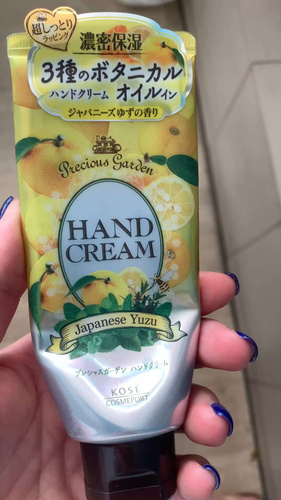 超しっとり
ラッピング
濃密保湿
3種のボタニカル
ハンドクリーム オイルイン
ジャパニーズゆずの香り
Precious Garden
HAND
CREAM
Japanese Yuzu
プレシャスガーデン ハンドクリーム
KOSÉ
COSMEPORT